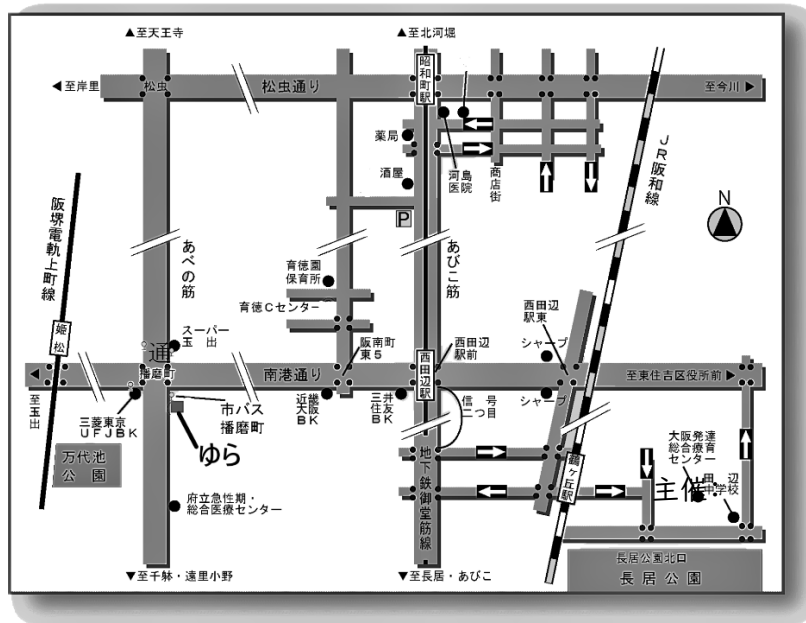 ▲至天王寺
▲至北河堀
◀至岸里
松虫
松虫通り
昭和町駅
至今川▶
薬局
酒屋
河島
医院
商店街
JR阪和線
N
P
阪堺電軌上町線
あべの筋
あびこ筋
育徳園
保育所
育徳Cセンター
西田辺
駅東
スーパー
玉出
阪南町
東5
西田辺
駅前
シャープ
姫松
通
播磨町
南港通り
西田辺駅
至東住吉区役所前▶
◀至玉出
三菱東京
UFJBK
市バス
播磨町
近畿
大阪
BK
三井
住友
BK
信号
二つ目
シャープ
ゆら
万代池
公園
地下鉄御堂筋線
鶴ヶ丘駅
大阪発達
総合療育
センター
主催
田辺
中学校
府立急性期・
総合医療センター
長居公園北口
長居公園
▼至千躰・遠里小野
▼至長居・あびこ